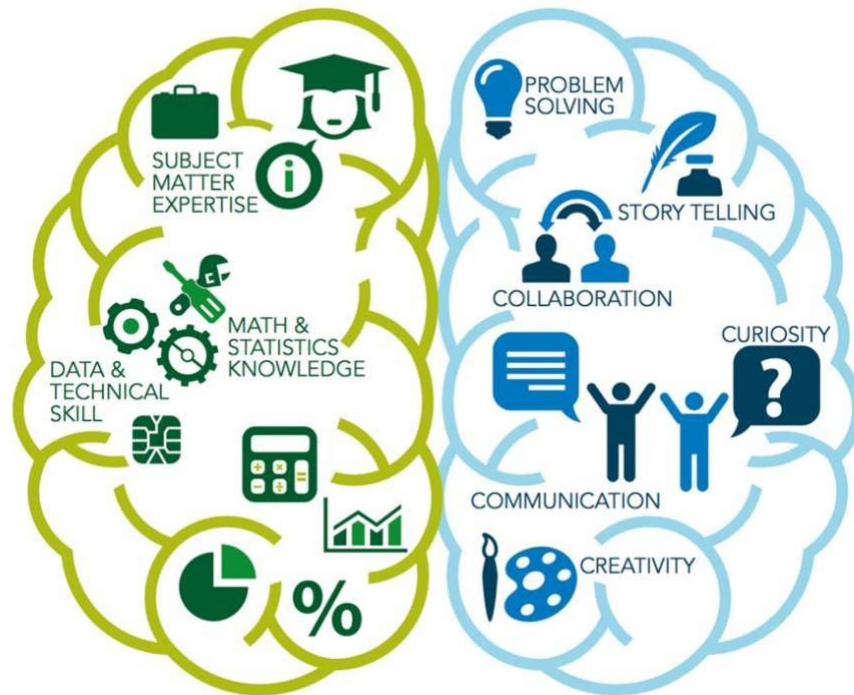 SUBJECT
MATTER
EXPERTISE
i
MATH &
STATISTICS
KNOWLEDGE
DATA &
TECHNICAL
SKILL
+ ×
- ÷ =
%
PROBLEM
SOLVING
STORY TELLING
COLLABORATION
CURIOSITY
?
COMMUNICATION
CREATIVITY